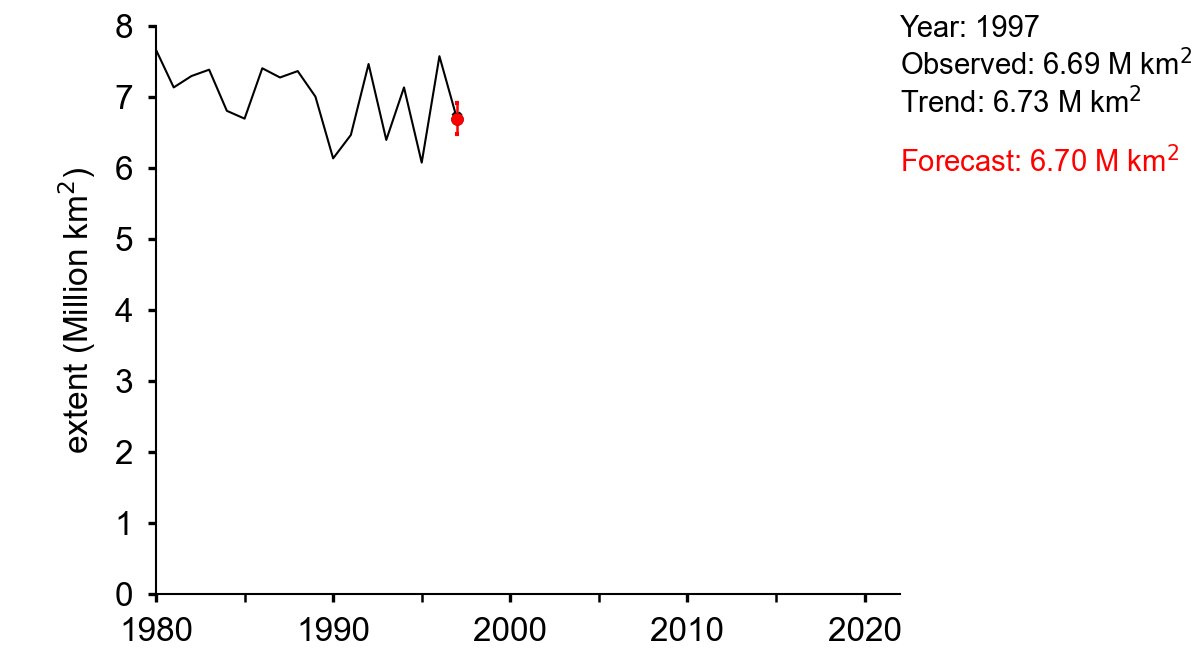 Year: 1997
Observed: 6.69 M km²
Trend: 6.73 M km²
Forecast: 6.70 M km²
extent (Million km²)
8
7
6
5
4
3
2
1
0
1980 1990 2000 2010 2020